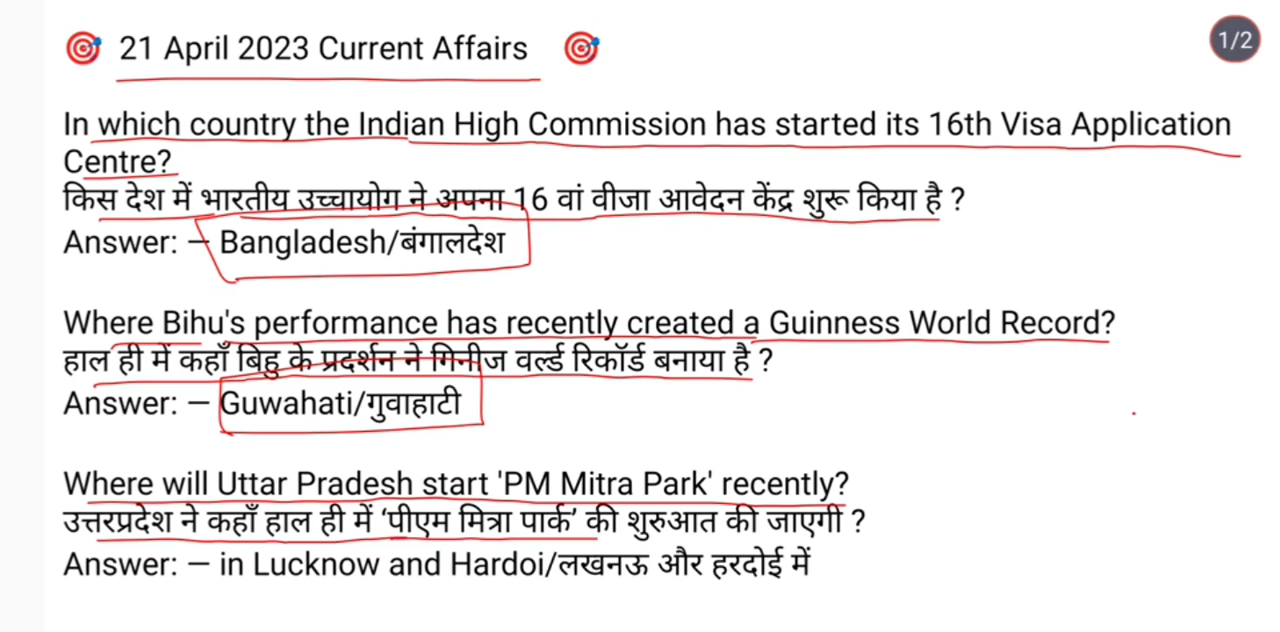 🎯 21 April 2023 Current Affairs 🎯
1/2
In which country the Indian High Commission has started its 16th Visa Application
Centre?
किस देश में भारतीय उच्चायोग ने अपना 16 वां वीजा आवेदन केंद्र शुरू किया है ?
Answer: – Bangladesh/बंगालदेश
Where Bihu's performance has recently created a Guinness World Record?
हाल ही में कहाँ बिहु के प्रदर्शन ने गिनीज वर्ल्ड रिकॉर्ड बनाया है ?
Answer: – Guwahati/गुवाहाटी
Where will Uttar Pradesh start 'PM Mitra Park' recently?
उत्तरप्रदेश ने कहाँ हाल ही में ‘पीएम मित्रा पार्क’ की शुरुआत की जाएगी ?
Answer: – in Lucknow and Hardoi/लखनऊ और हरदोई में